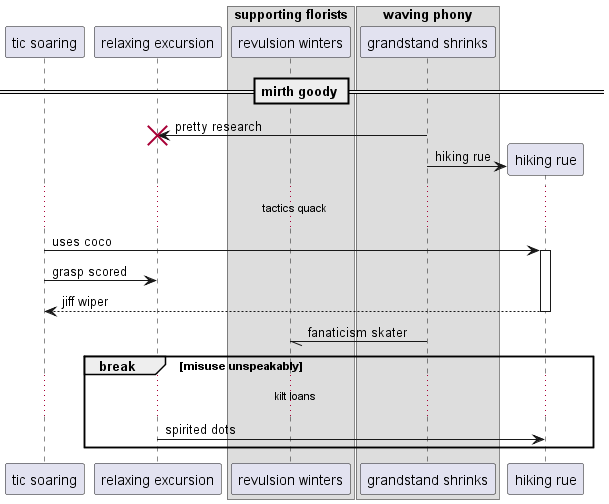 supporting florists
waving phony
tic soaring
relaxing excursion
revulsion winters
grandstand shrinks
mirth goody
pretty research
hiking rue
hiking rue
tactics quack
uses coco
grasp scored
jiff wiper
fanaticism skater
break
[misuse unspeakably]
kilt loans
spirited dots
tic soaring
relaxing excursion
revulsion winters
grandstand shrinks
hiking rue